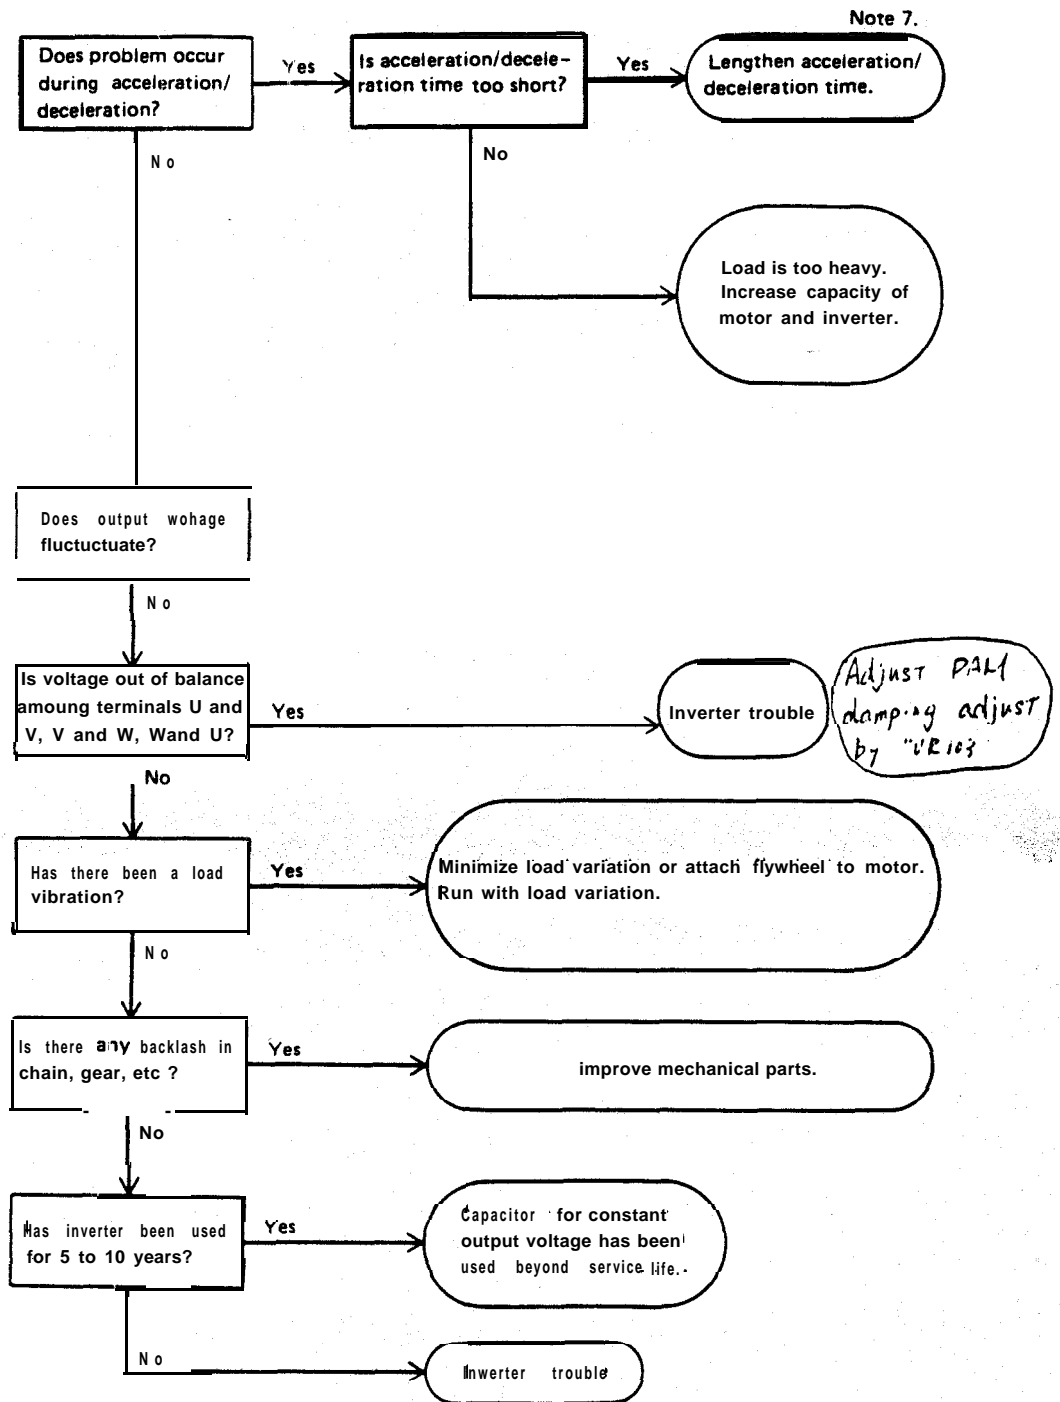 Note 7.
Does problem occur
during acceleration/
deceleration?
Yes
Is acceleration/decele-
ration time too short?
Yes
Lengthen acceleration/
deceleration time.
No
No
Load is too heavy.
Increase capacity of
motor and inverter.
Does output wohage
fluctuctuate?
No
Is voltage out of balance
amoung terminals U and
V, V and W, Wand U?
Yes
Inverter trouble
Adjust PAM
damping adjust
by "VR103
No
Has there been a load
vibration?
Yes
Minimize load variation or attach flywheel to motor.
Run with load variation.
No
Is there any backlash in
chain, gear, etc ?
Yes
improve mechanical parts.
No
Has inverter been used
for 5 to 10 years?
Yes
Capacitor for constant
output voltage has been
used beyond service life.
No
Inwerter trouble